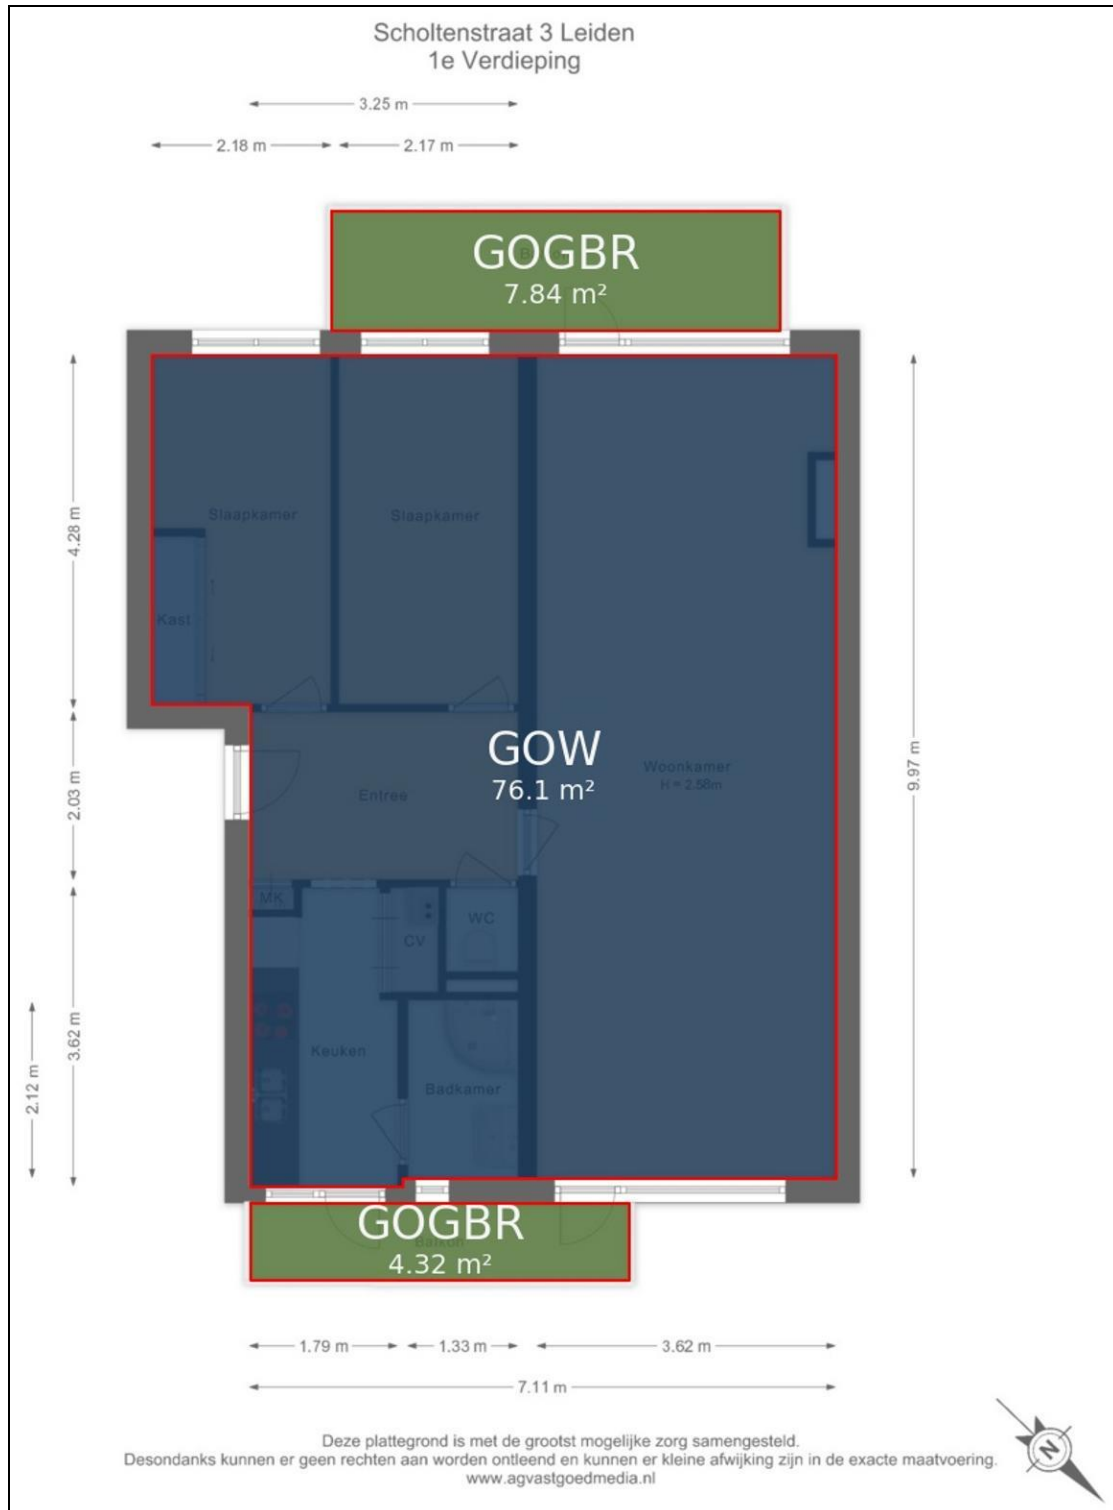 Scholtenstraat 3 Leiden
1e Verdieping
3.25 m
2.18 m
2.17 m
GOGBR
7.84 m²
4.28 m
Slaapkamer
Slaapkamer
Kast
GOW
76.1 m²
Woonkamer
H = 2.58m
9.97 m
2.03 m
Entree
MK
CV
WC
3.62 m
2.12 m
Keuken
Badkamer
GOGBR
Balkon
4.32 m²
1.79 m
1.33 m
3.62 m
7.11 m
Deze plattegrond is met de grootst mogelijke zorg samengesteld.
Desondanks kunnen er geen rechten aan worden ontleend en kunnen er kleine afwijking zijn in de exacte maatvoering.
www.agvastgoedmedia.nl
N